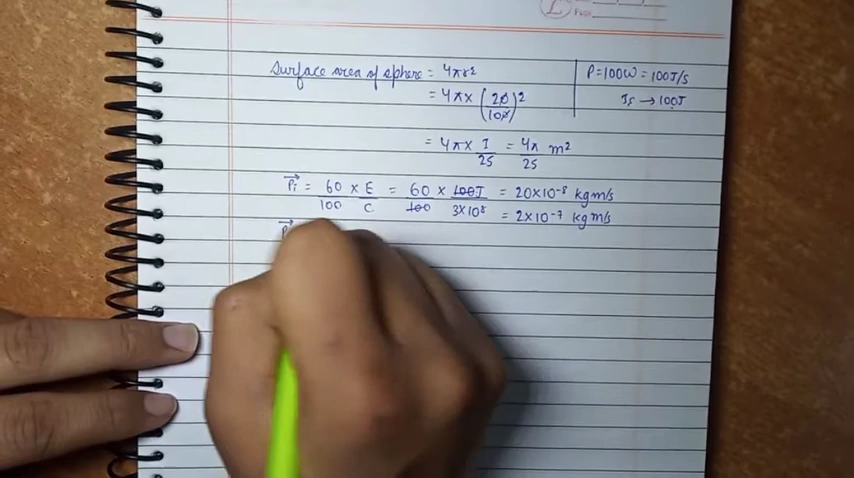 Page
Surface area of sphere = 4πr²
= 4π × (20/100)²
= 4π × 1/25 = 4π/25 m²
P = 100W = 100J/s
1s → 100J
P⃗i = 60/100 × E/C = 60/100 × 100J/3×10⁸ = 20×10⁻⁸ kgm/s
= 2×10⁻⁷ kgm/s